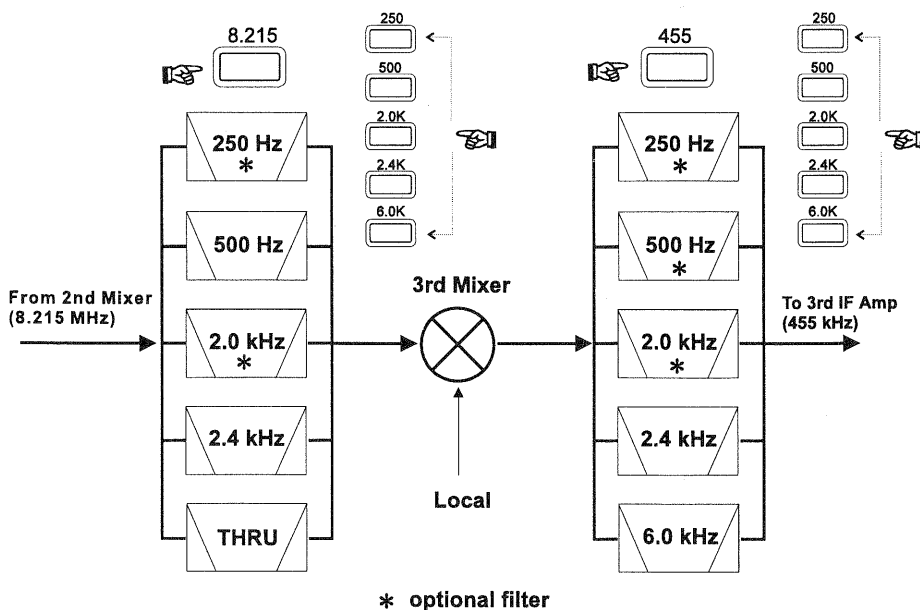 8.215
250
500
2.0K
2.4K
6.0K
455
250
500
2.0K
2.4K
6.0K
250 Hz
*
500 Hz
2.0 kHz
*
2.4 kHz
THRU
From 2nd Mixer
(8.215 MHz)
3rd Mixer
Local
250 Hz
*
500 Hz
*
2.0 kHz
*
2.4 kHz
6.0 kHz
To 3rd IF Amp
(455 kHz)
* optional filter